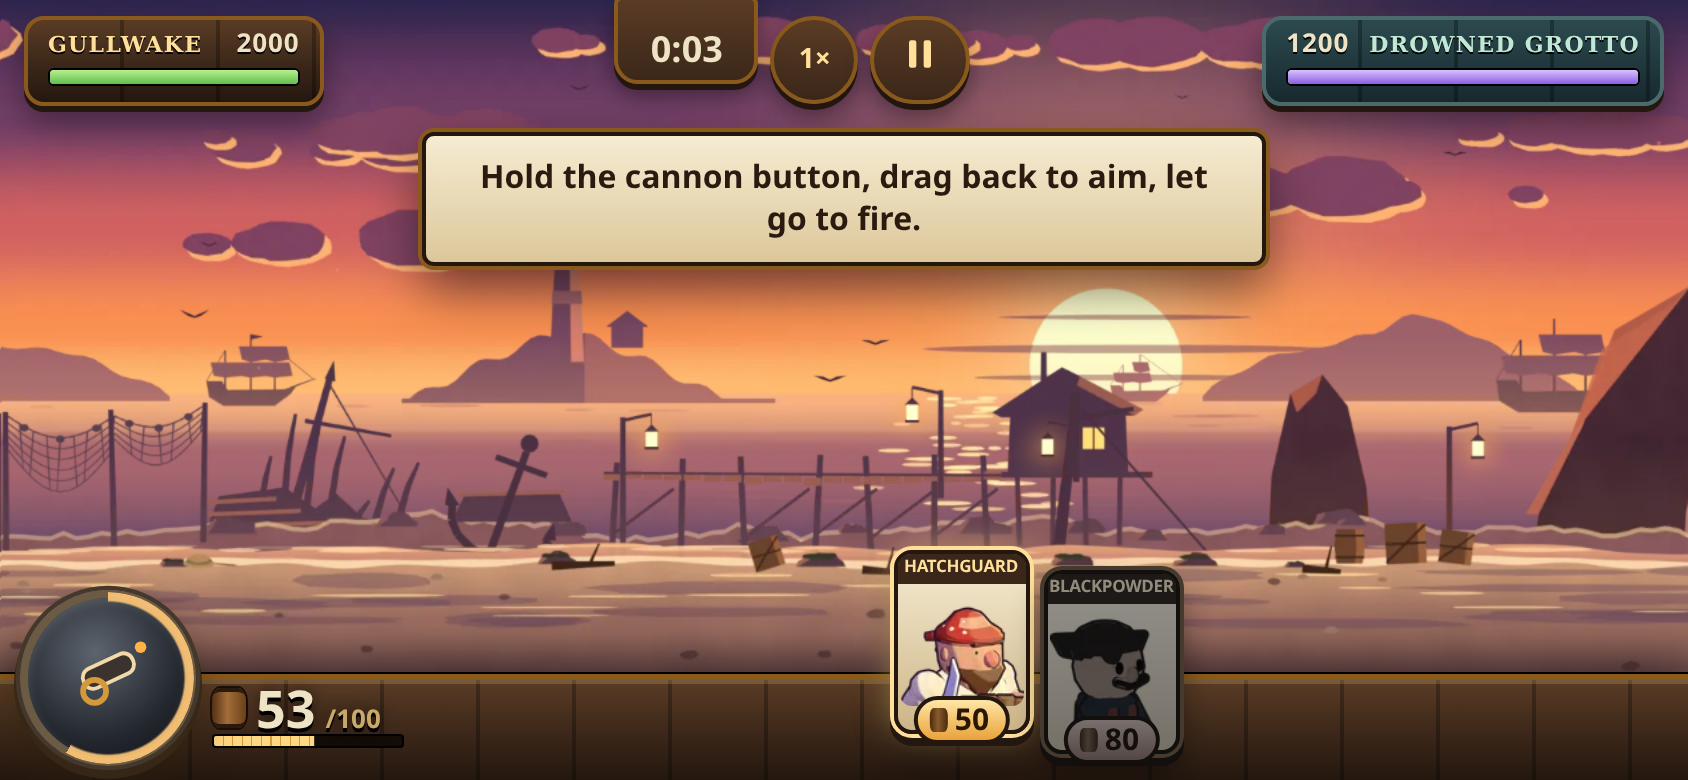 GULLWAKE 2000
0:03
1×
1200 DROWNED GROTTO
Hold the cannon button, drag back to aim, let
go to fire.
HATCHGUARD
BLACKPOWDER
53 /100
50
80